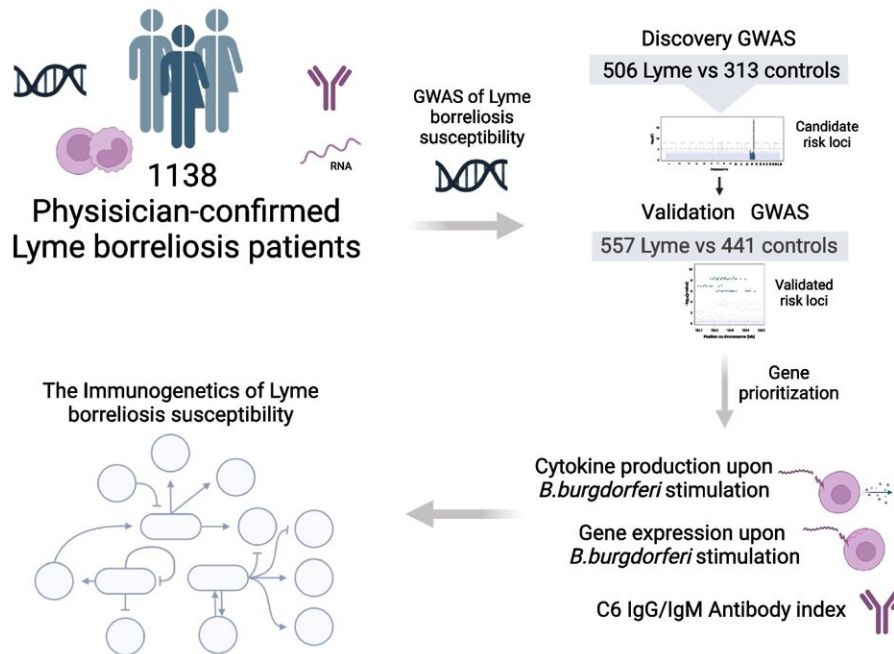 RNA
1138
Physisician-confirmed
Lyme borreliosis patients
GWAS of Lyme
borreliosis
susceptibility
Discovery GWAS
506 Lyme vs 313 controls
Candidate
risk loci
Validation GWAS
557 Lyme vs 441 controls
Validated
risk loci
Gene
prioritization
Cytokine production upon
B.burgdorferi stimulation
Gene expression upon
B.burgdorferi stimulation
C6 IgG/IgM Antibody index
The Immunogenetics of Lyme
borreliosis susceptibility